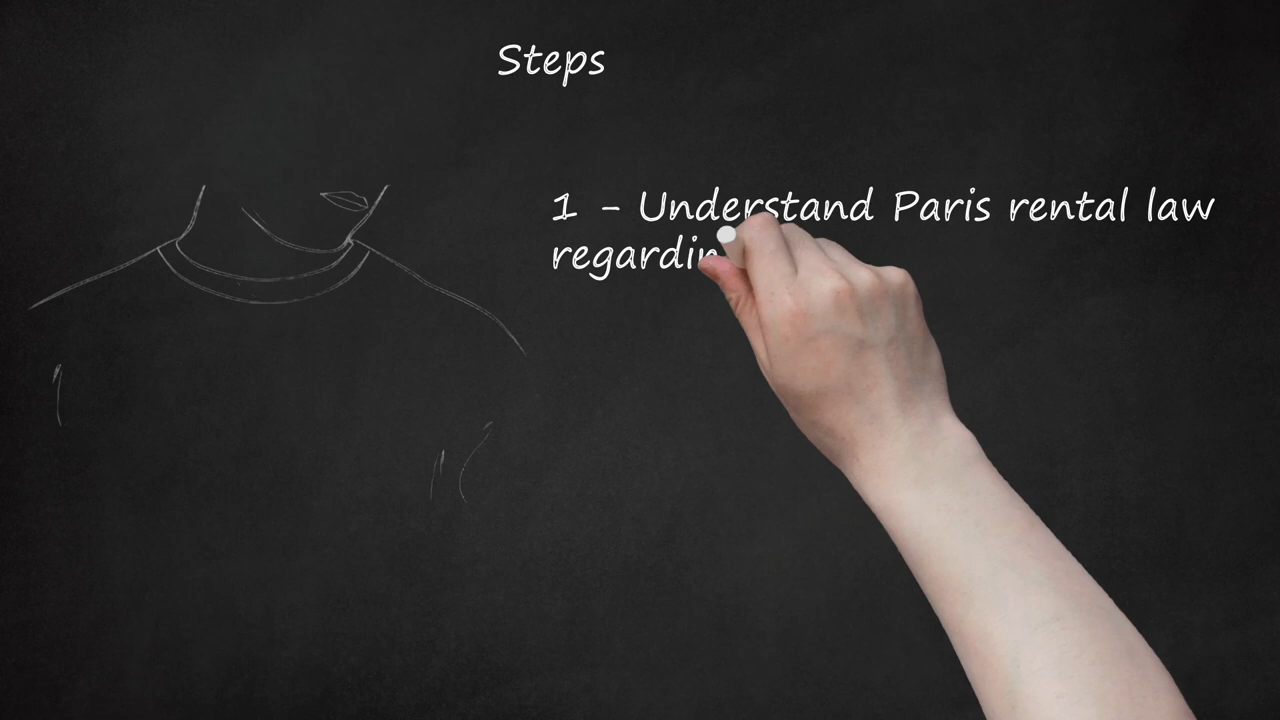 Steps
1 - Understand Paris rental law
regardin